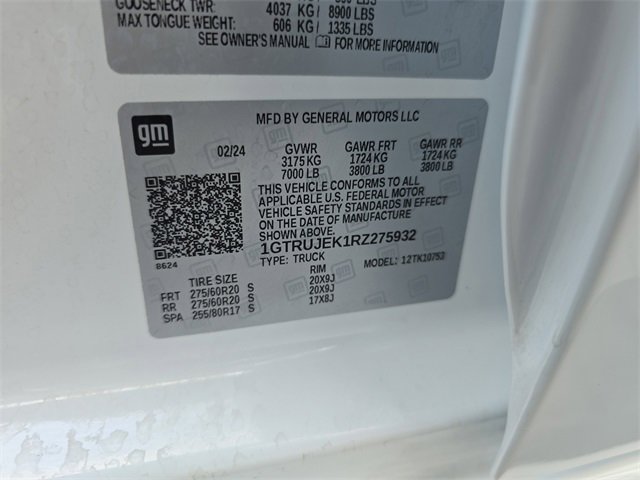 GOOSENECK TWR: 4037 KG / 8900 LBS
MAX TONGUE WEIGHT: 606 KG / 1335 LBS
SEE OWNER'S MANUAL FOR MORE INFORMATION
gm
MFD BY GENERAL MOTORS LLC
02/24 GVWR GAWR FRT GAWR RR
3175 KG 1724 KG 1724 KG
7000 LB 3800 LB 3800 LB
THIS VEHICLE CONFORMS TO ALL
APPLICABLE U.S. FEDERAL MOTOR
VEHICLE SAFETY STANDARDS IN
EFFECT ON THE DATE OF MANUFACTURE
SHOWN ABOVE.
1GTRUJEK1RZ275932
TYPE: TRUCK MODEL: 12TK10753
8624
TIRE SIZE RIM
FRT 275/60R20 S 20X9J
RR 275/60R20 S 20X9J
SPA 255/80R17 S 17X8J